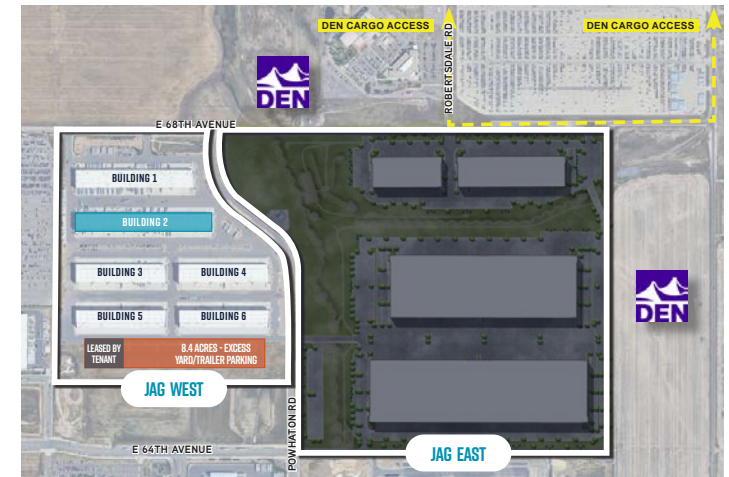 DEN CARGO ACCESS
DEN CARGO ACCESS
ROBERTSDALE RD
DEN
E 68TH AVENUE
BUILDING 1
BUILDING 2
BUILDING 3
BUILDING 4
BUILDING 5
BUILDING 6
LEASED BY
TENANT
8.4 ACRES - EXCESS
YARD/TRAILER PARKING
DEN
JAG WEST
POWHATON RD
E 64TH AVENUE
JAG EAST